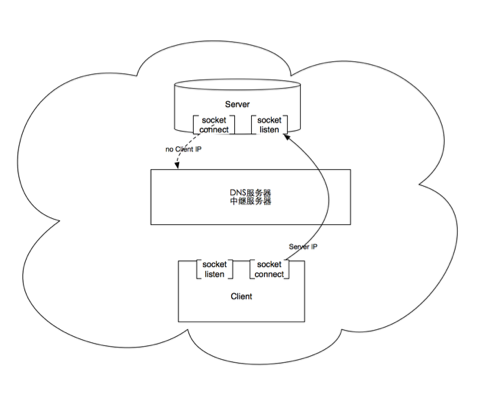 Server
socket
connect
socket
listen
no Client IP
DNS服务器
中继服务器
Server IP
socket
listen
socket
connect
Client